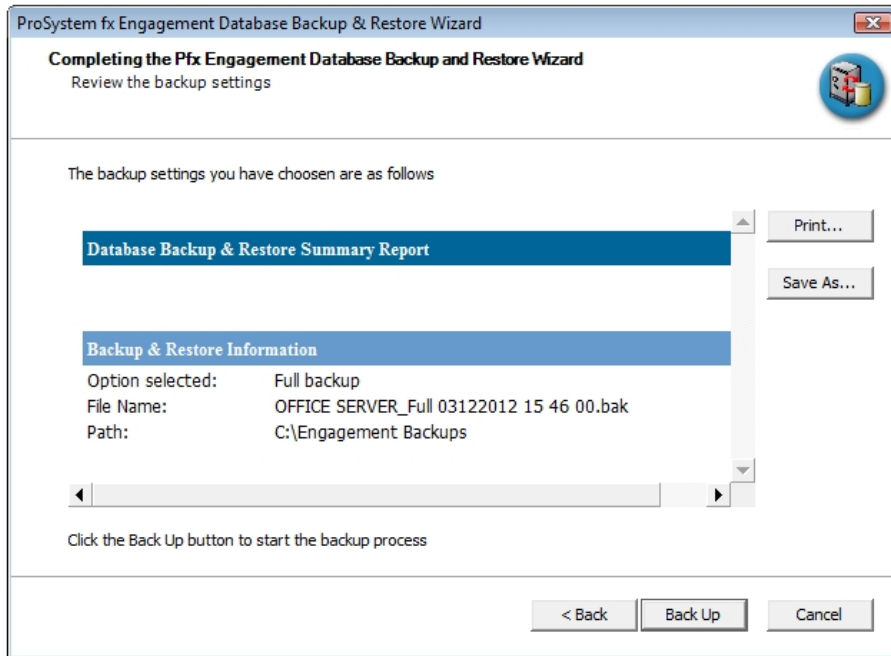 ProSystem fx Engagement Database Backup & Restore Wizard
Completing the Pfx Engagement Database Backup and Restore Wizard
Review the backup settings
The backup settings you have choosen are as follows
Print...
Database Backup & Restore Summary Report
Save As...
Backup & Restore Information
Option selected: Full backup
File Name: OFFICE SERVER_Full 03122012 15 46 00.bak
Path: C:\Engagement Backups
Click the Back Up button to start the backup process
< Back Back Up Cancel